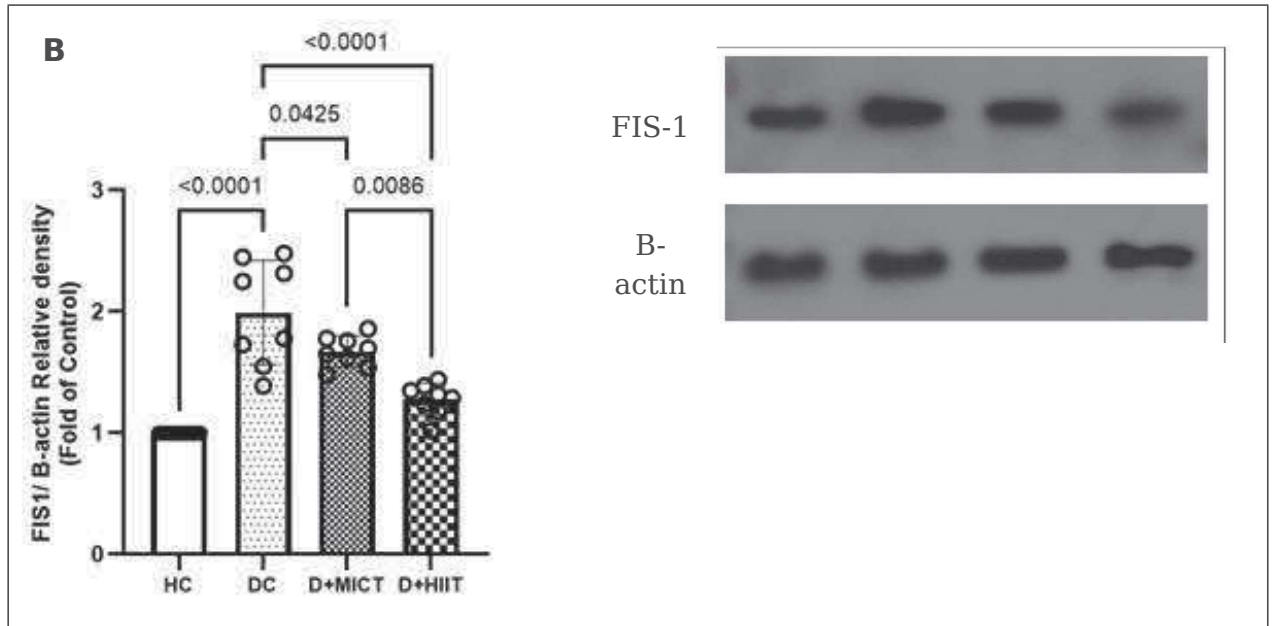 B
<0.0001
0.0425
<0.0001
0.0086
3
2
1
0
FIS1/ B-actin Relative density
(Fold of Control)
HC
DC
D+MICT
D+HIIT
FIS-1
B-
actin